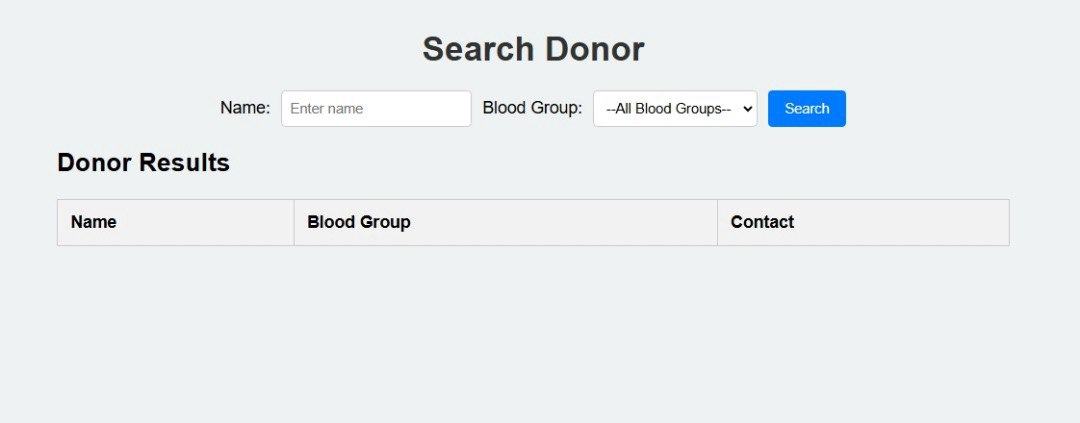 Search Donor
Name: Enter name Blood Group: --All Blood Groups-- Search
Donor Results
Name Blood Group Contact